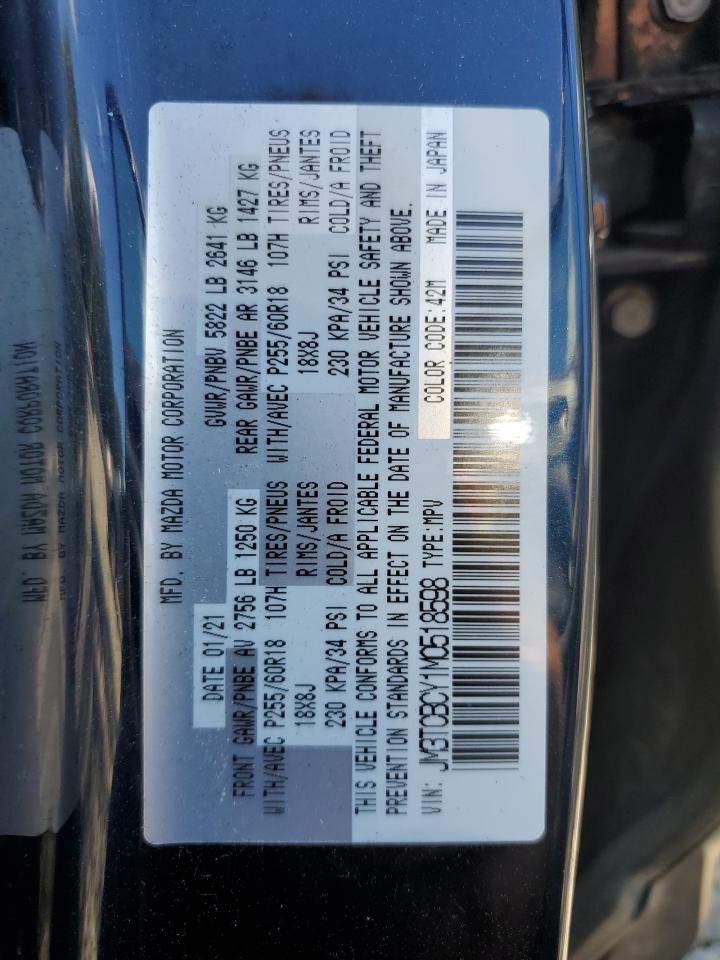 MFD. BY MAZDA MOTOR CORPORATION
DATE 01/21 GVWR/PNBV 5822 LB 2641 KG
FRONT GAWR/PNBE AV 2756 LB 1250 KG REAR GAWR/PNBE AR 3146 LB 1427 KG
WITH/AVEC P255/60R18 107H TIRES/PNEUS WITH/AVEC P255/60R18 107H TIRES/PNEUS
18X8J RIMS/JANTES 18X8J RIMS/JANTES
230 KPA/34 PSI COLD/A FROID 230 KPA/34 PSI COLD/A FROID
THIS VEHICLE CONFORMS TO ALL APPLICABLE FEDERAL MOTOR VEHICLE SAFETY AND THEFT
PREVENTION STANDARDS IN EFFECT ON THE DATE OF MANUFACTURE SHOWN ABOVE.
VIN: JM3TCBCY1M0518598 TYPE: MPV COLOR CODE: 42M MADE IN JAPAN